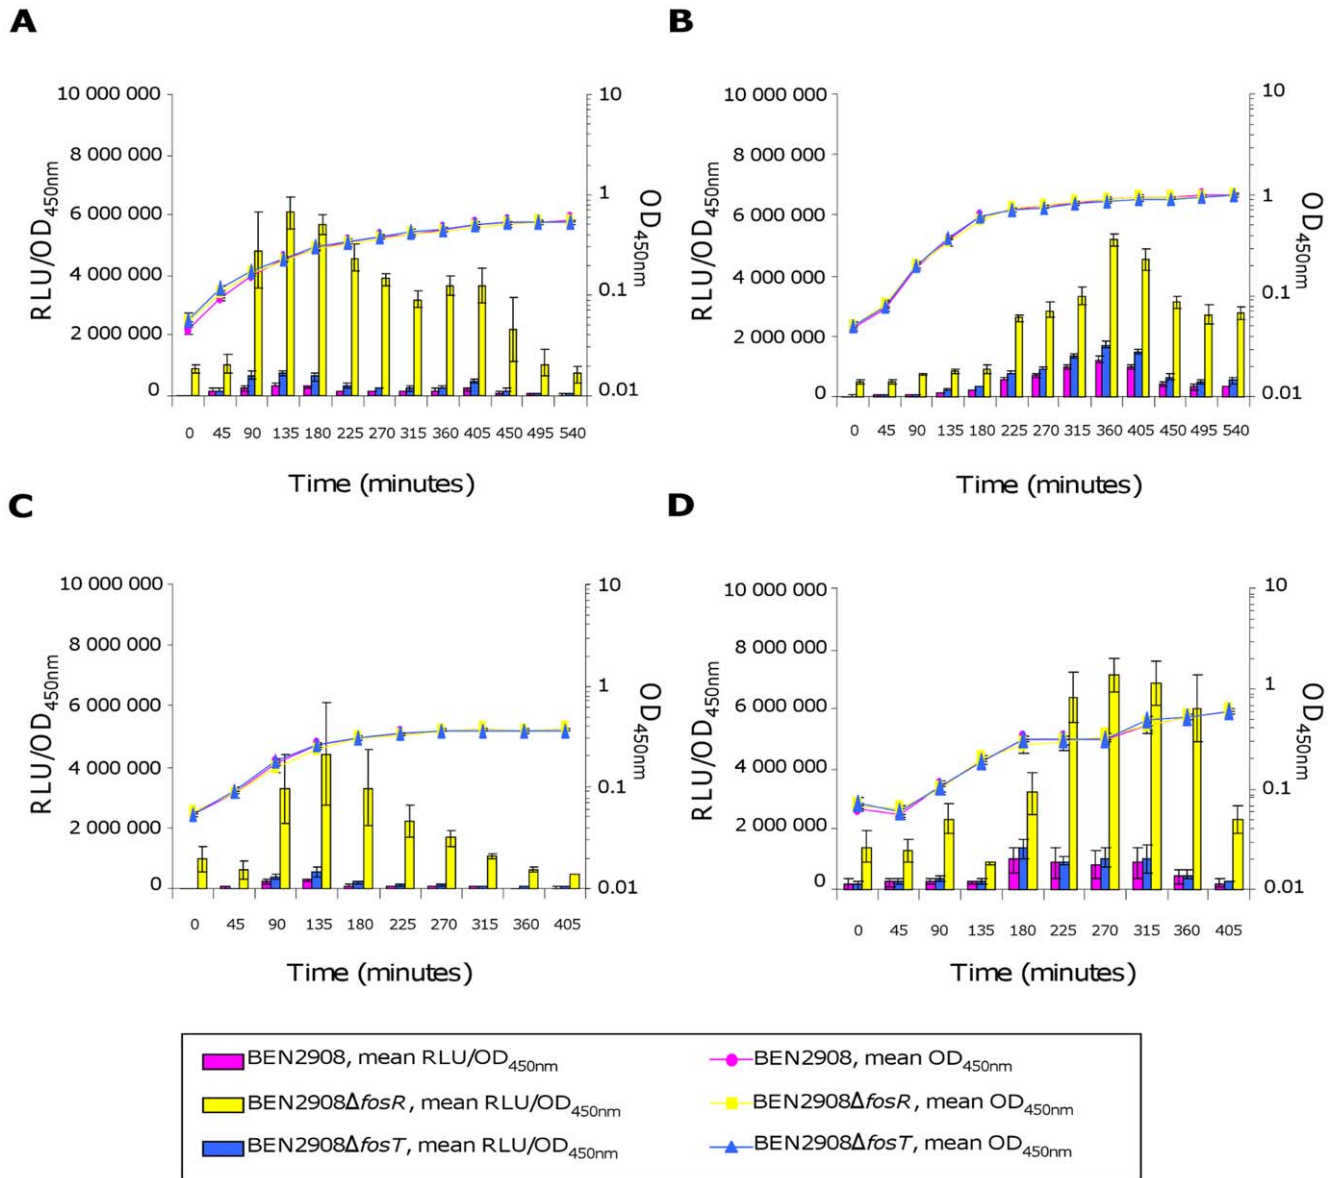 A
10 000 000
8 000 000
6 000 000
4 000 000
2 000 000
0
RLU/OD450nm
10
1
0.1
0.01
OD450nm
0 45 90 135 180 225 270 315 360 405 450 495 540
Time (minutes)
B
10 000 000
8 000 000
6 000 000
4 000 000
2 000 000
0
RLU/OD450nm
10
1
0.1
0.01
OD450nm
0 45 90 135 180 225 270 315 360 405 450 495 540
Time (minutes)
C
10 000 000
8 000 000
6 000 000
4 000 000
2 000 000
0
RLU/OD450nm
10
1
0.1
0.01
OD450nm
0 45 90 135 180 225 270 315 360 405
Time (minutes)
D
10 000 000
8 000 000
6 000 000
4 000 000
2 000 000
0
RLU/OD450nm
10
1
0.1
0.01
OD450nm
0 45 90 135 180 225 270 315 360 405
Time (minutes)
BEN2908, mean RLU/OD450nm
BEN2908ΔfosR, mean RLU/OD450nm
BEN2908ΔfosT, mean RLU/OD450nm
BEN2908, mean OD450nm
BEN2908ΔfosR, mean OD450nm
BEN2908ΔfosT, mean OD450nm